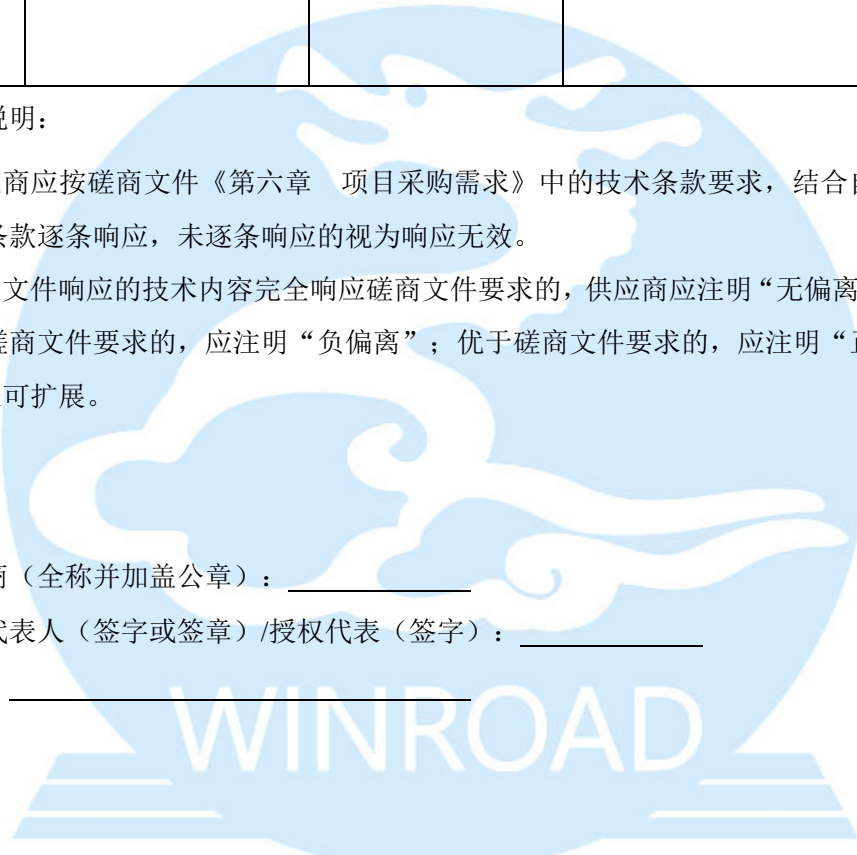 说明：
商应按磋商文件《第六章　项目采购需求》中的技术条款要求，结合
条款逐条响应，未逐条响应的视为响应无效。
文件响应的技术内容完全响应磋商文件要求的，供应商应注明“无偏离
磋商文件要求的，应注明“负偏离”；优于磋商文件要求的，应注明“正
可扩展。
商（全称并加盖公章）：
代表人（签字或签章）/授权代表（签字）：
WINROAD